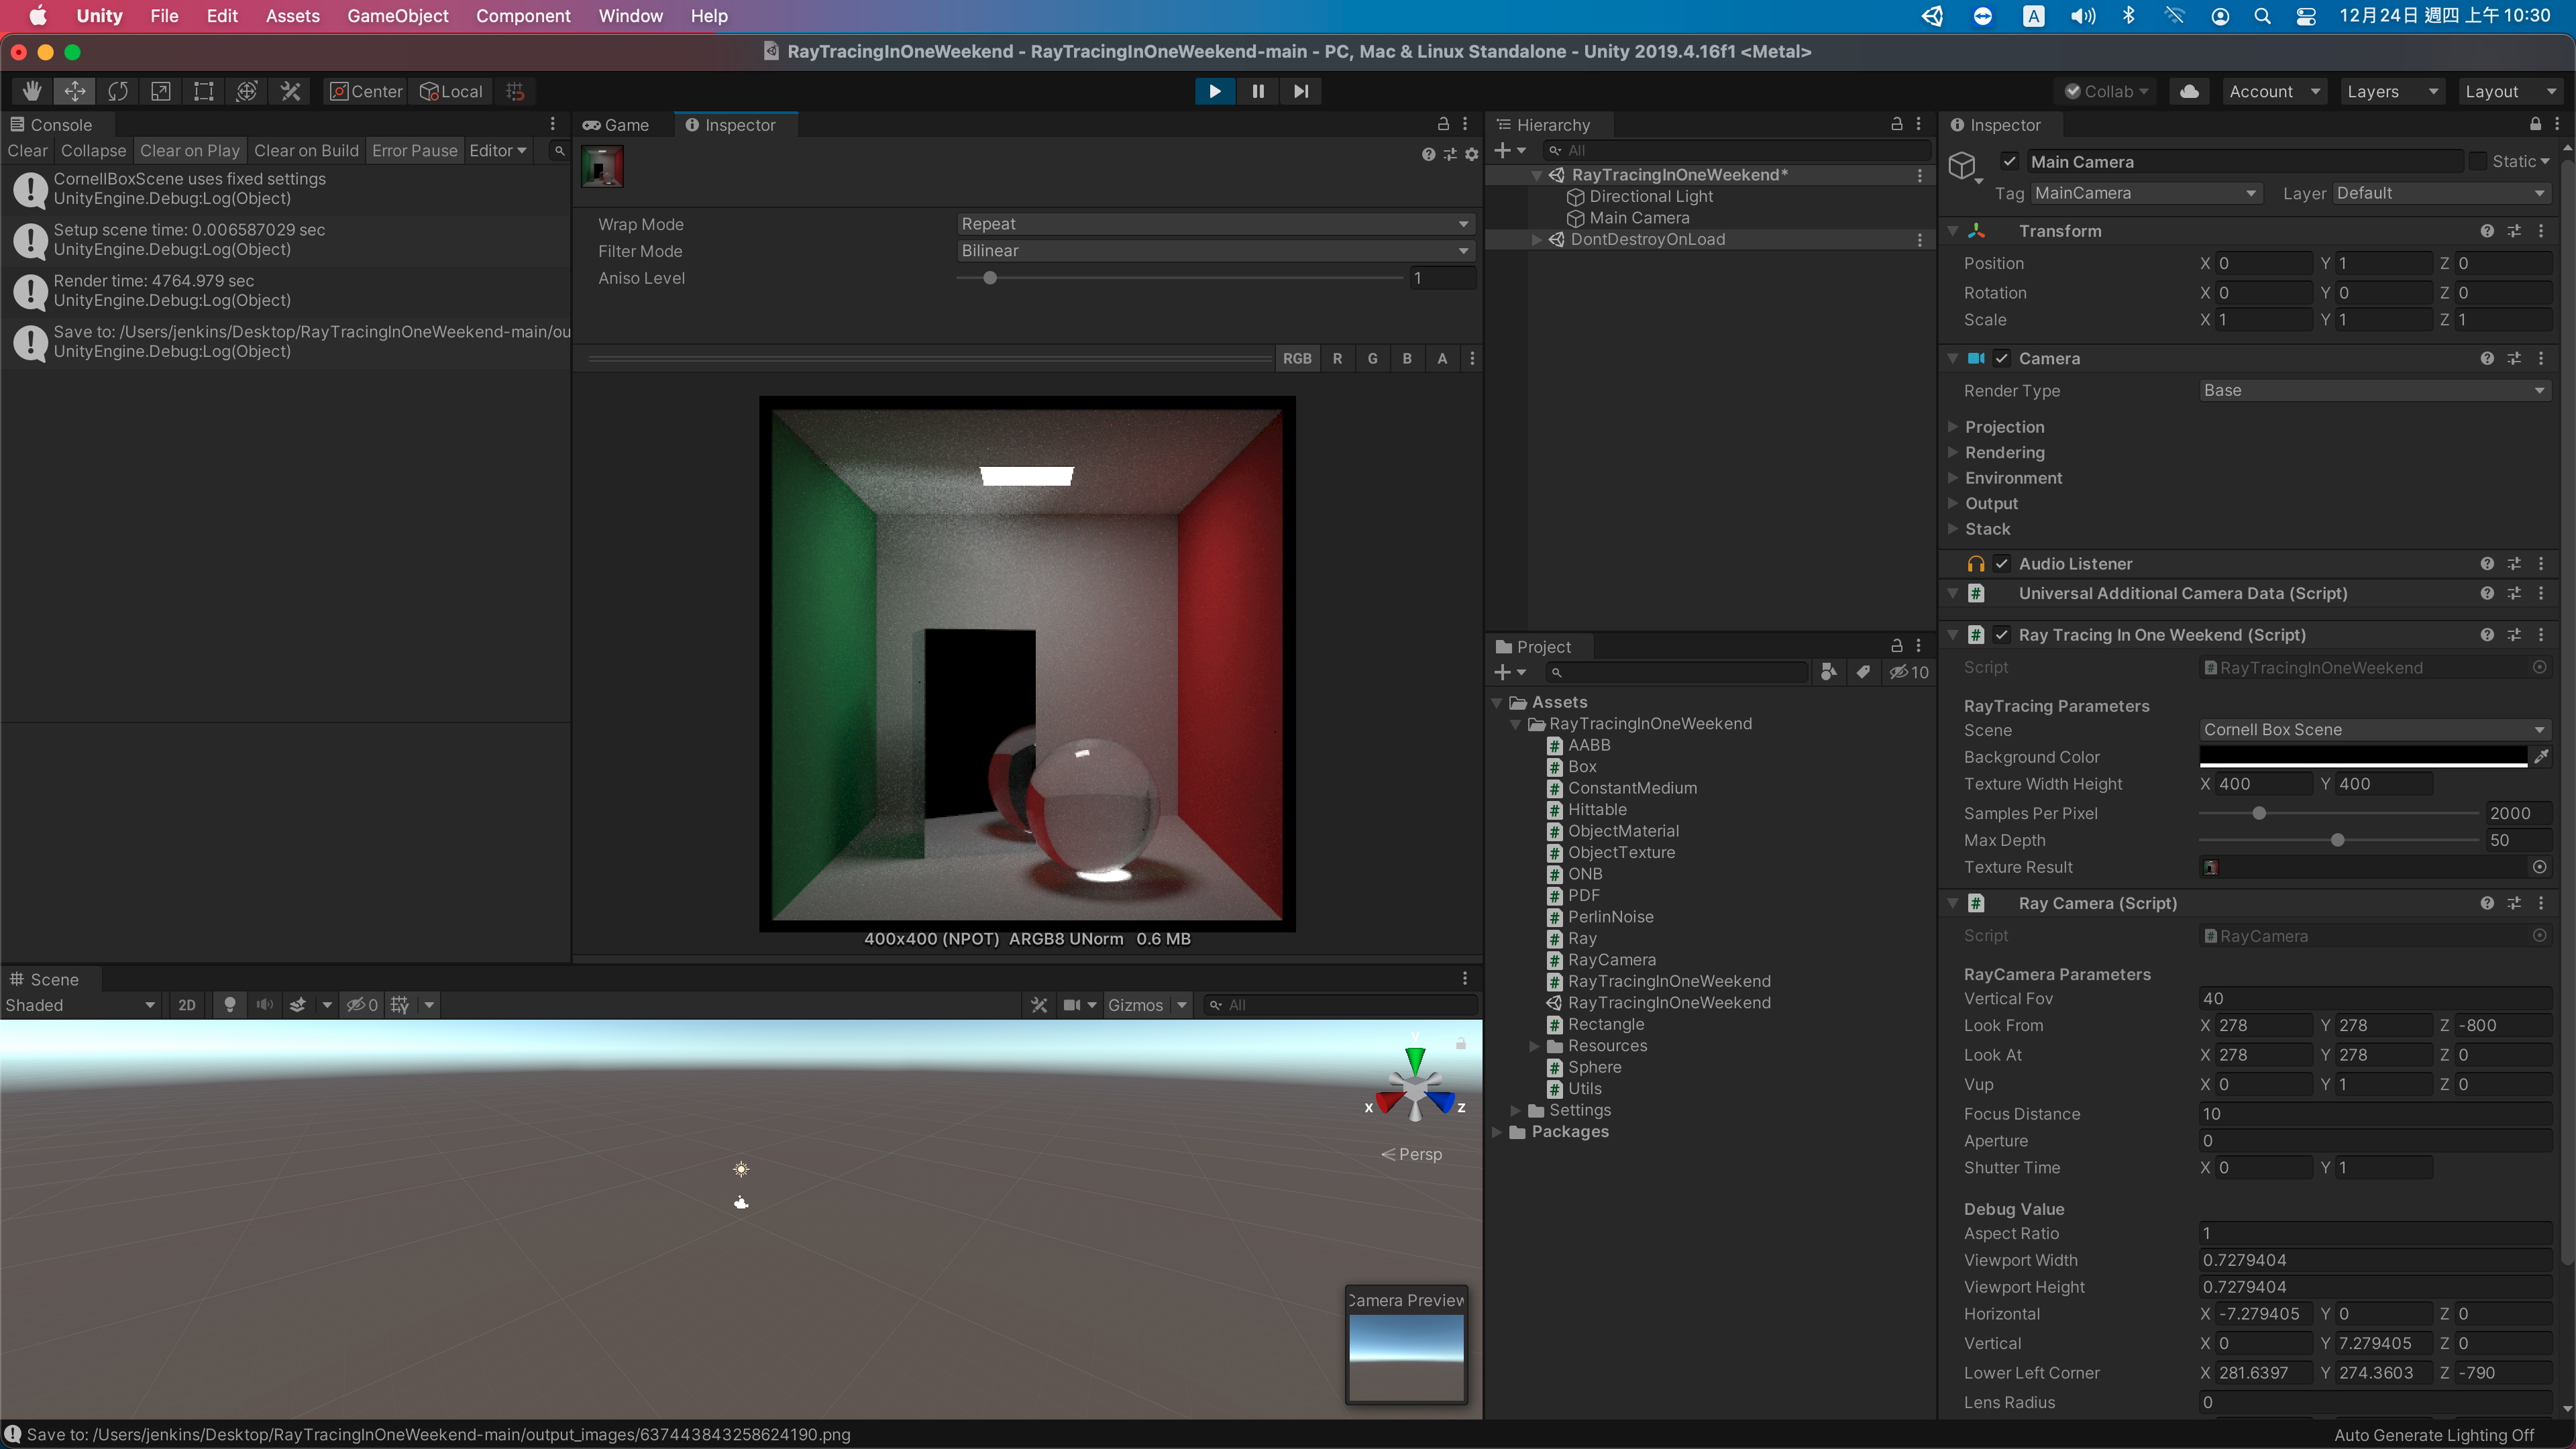 Unity File Edit Assets GameObject Component Window Help
A 12月24日 週四 上午 10:30
RayTracingInOneWeekend - RayTracingInOneWeekend-main - PC, Mac & Linux Standalone - Unity 2019.4.16f1 <Metal>
Center Local Collab Account Layers Layout
Console
Clear Collapse Clear on Play Clear on Build Error Pause Editor
CornellBoxScene uses fixed settings
UnityEngine.Debug:Log(Object)
Setup scene time: 0.006587029 sec
UnityEngine.Debug:Log(Object)
Render time: 4764.979 sec
UnityEngine.Debug:Log(Object)
Save to: /Users/jenkins/Desktop/RayTracingInOneWeekend-main/ou
UnityEngine.Debug:Log(Object)
Game Inspector
Wrap Mode Repeat
Filter Mode Bilinear
Aniso Level 1
RGB R G B A
400x400 (NPOT) ARGB8 UNorm 0.6 MB
Scene
Shaded 2D 0 Gizmos All
y
x z
Persp
Camera Preview
Hierarchy
All
RayTracingInOneWeekend*
Directional Light
Main Camera
DontDestroyOnLoad
Project
10
Assets
RayTracingInOneWeekend
AABB
Box
ConstantMedium
Hittable
ObjectMaterial
ObjectTexture
ONB
PDF
PerlinNoise
Ray
RayCamera
RayTracingInOneWeekend
RayTracingInOneWeekend
Rectangle
Resources
Sphere
Utils
Settings
Packages
Inspector
Main Camera Static
Tag MainCamera Layer Default
Transform
Position X 0 Y 1 Z 0
Rotation X 0 Y 0 Z 0
Scale X 1 Y 1 Z 1
Camera
Render Type Base
Projection
Rendering
Environment
Output
Stack
Audio Listener
Universal Additional Camera Data (Script)
Ray Tracing In One Weekend (Script)
Script RayTracingInOneWeekend
RayTracing Parameters
Scene Cornell Box Scene
Background Color
Texture Width Height X 400 Y 400
Samples Per Pixel 2000
Max Depth 50
Texture Result
Ray Camera (Script)
Script RayCamera
RayCamera Parameters
Vertical Fov 40
Look From X 278 Y 278 Z -800
Look At X 278 Y 278 Z 0
Vup X 0 Y 1 Z 0
Focus Distance 10
Aperture 0
Shutter Time X 0 Y 1
Debug Value
Aspect Ratio 1
Viewport Width 0.7279404
Viewport Height 0.7279404
Horizontal X -7.279405 Y 0 Z 0
Vertical X 0 Y 7.279405 Z 0
Lower Left Corner X 281.6397 Y 274.3603 Z -790
Lens Radius 0
Save to: /Users/jenkins/Desktop/RayTracingInOneWeekend-main/output_images/637443843258624190.png
Auto Generate Lighting Off